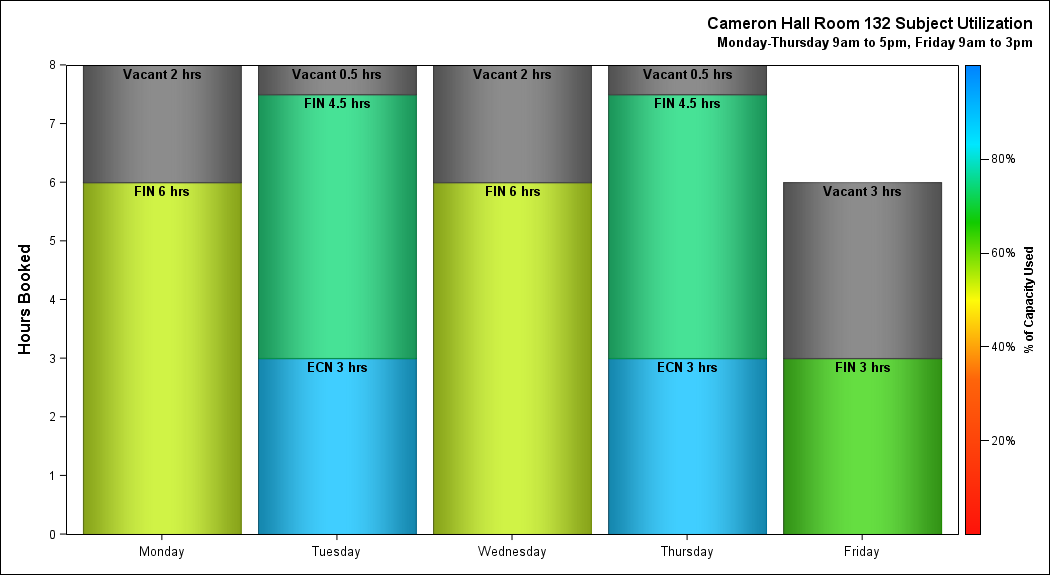 Cameron Hall Room 132 Subject Utilization
Monday-Thursday 9am to 5pm, Friday 9am to 3pm
Hours Booked
8
7
6
5
4
3
2
1
0
Vacant 2 hrs
FIN 6 hrs
Vacant 0.5 hrs
FIN 4.5 hrs
ECN 3 hrs
Vacant 2 hrs
FIN 6 hrs
Vacant 0.5 hrs
FIN 4.5 hrs
ECN 3 hrs
Vacant 3 hrs
FIN 3 hrs
Monday
Tuesday
Wednesday
Thursday
Friday
80%
60%
40%
20%
% of Capacity Used